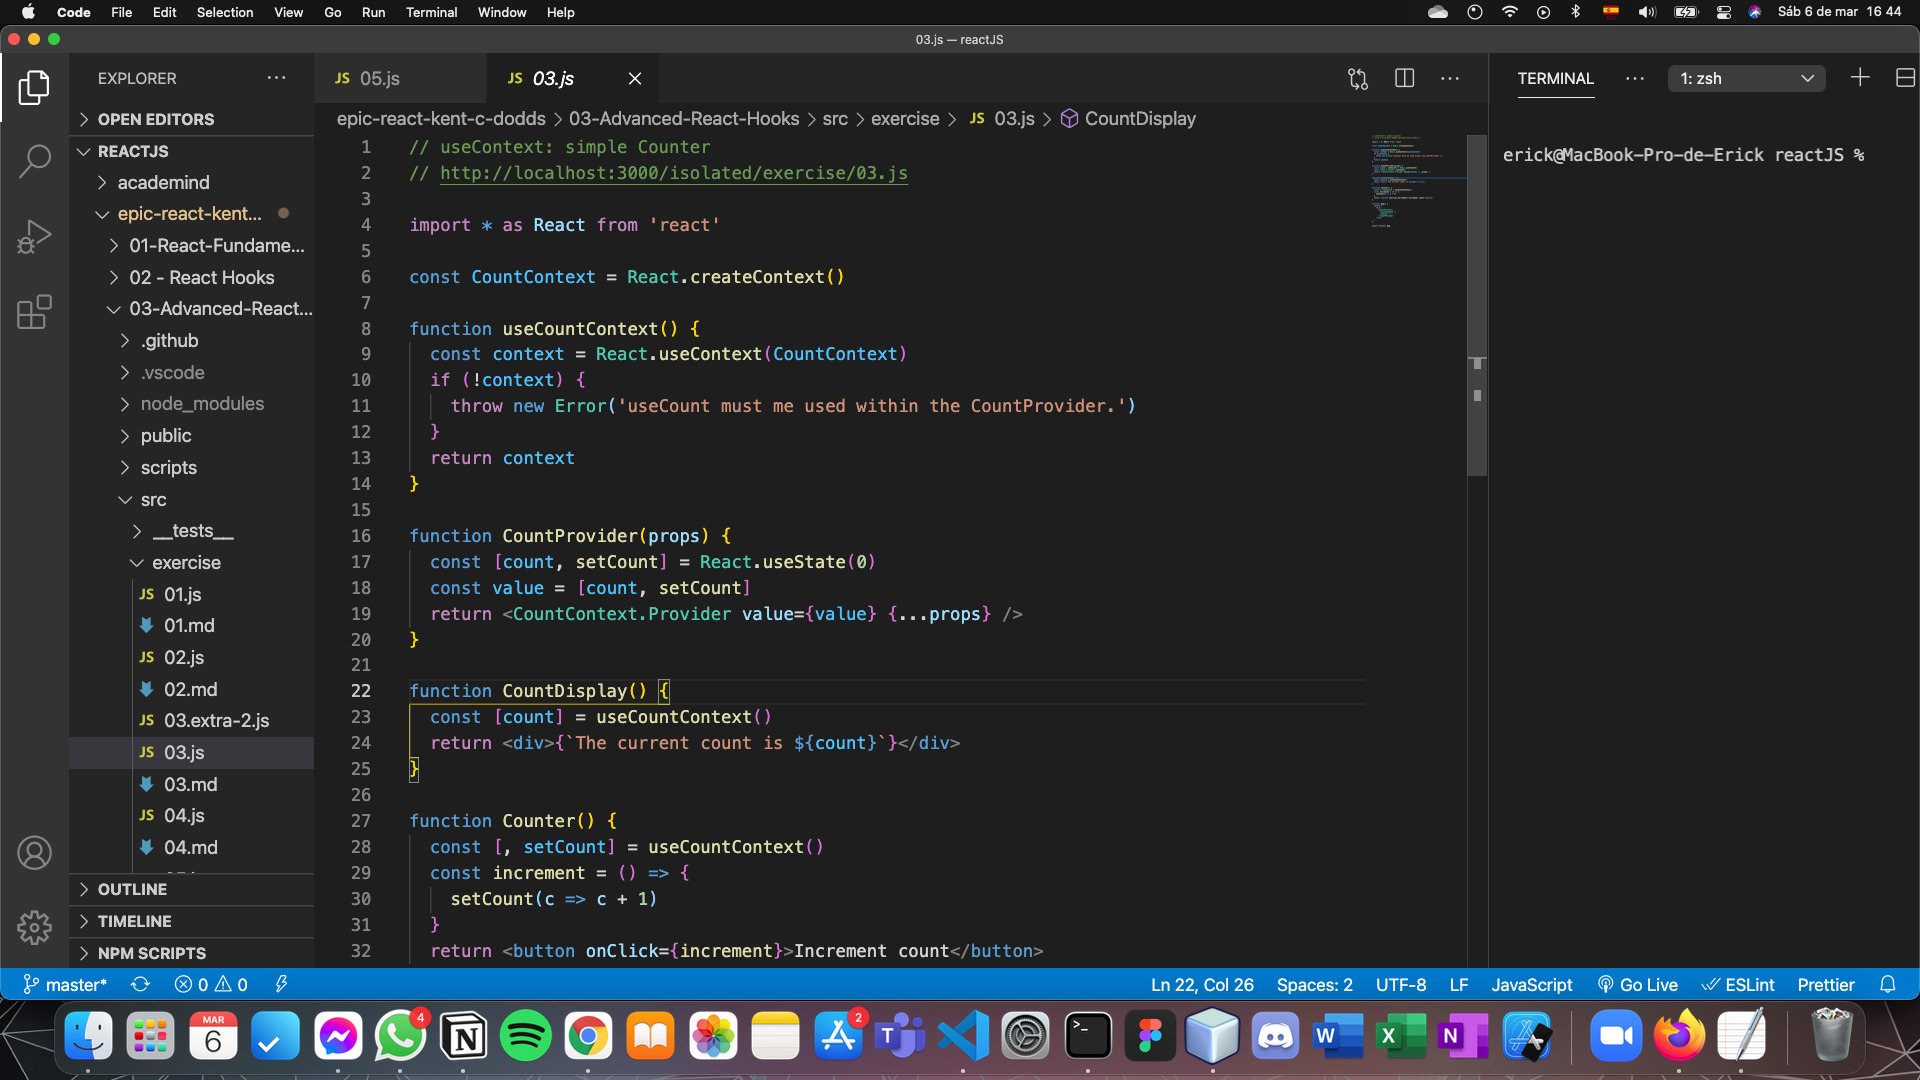 Code File Edit Selection View Go Run Terminal Window Help Sáb 6 de mar 16 44
03.js — reactJS
EXPLORER
OPEN EDITORS
REACTJS
academind
epic-react-kent...
01-React-Fundame...
02 - React Hooks
03-Advanced-React...
.github
.vscode
node_modules
public
scripts
src
__tests__
exercise
JS 01.js
01.md
JS 02.js
02.md
JS 03.extra-2.js
JS 03.js
03.md
JS 04.js
04.md
OUTLINE
TIMELINE
NPM SCRIPTS
JS 05.js JS 03.js
epic-react-kent-c-dodds > 03-Advanced-React-Hooks > src > exercise > JS 03.js > CountDisplay
1 // useContext: simple Counter
2 // http://localhost:3000/isolated/exercise/03.js
3
4 import * as React from 'react'
5
6 const CountContext = React.createContext()
7
8 function useCountContext() {
9 const context = React.useContext(CountContext)
10 if (!context) {
11 throw new Error('useCount must me used within the CountProvider.')
12 }
13 return context
14 }
15
16 function CountProvider(props) {
17 const [count, setCount] = React.useState(0)
18 const value = [count, setCount]
19 return <CountContext.Provider value={value} {...props} />
20 }
21
22 function CountDisplay() {
23 const [count] = useCountContext()
24 return <div>{`The current count is ${count}`}</div>
25 }
26
27 function Counter() {
28 const [, setCount] = useCountContext()
29 const increment = () => {
30 setCount(c => c + 1)
31 }
32 return <button onClick={increment}>Increment count</button>
TERMINAL 1: zsh
erick@MacBook-Pro-de-Erick reactJS %
master* 0 0 Ln 22, Col 26 Spaces: 2 UTF-8 LF JavaScript Go Live ESLint Prettier
MAR
6
4
2